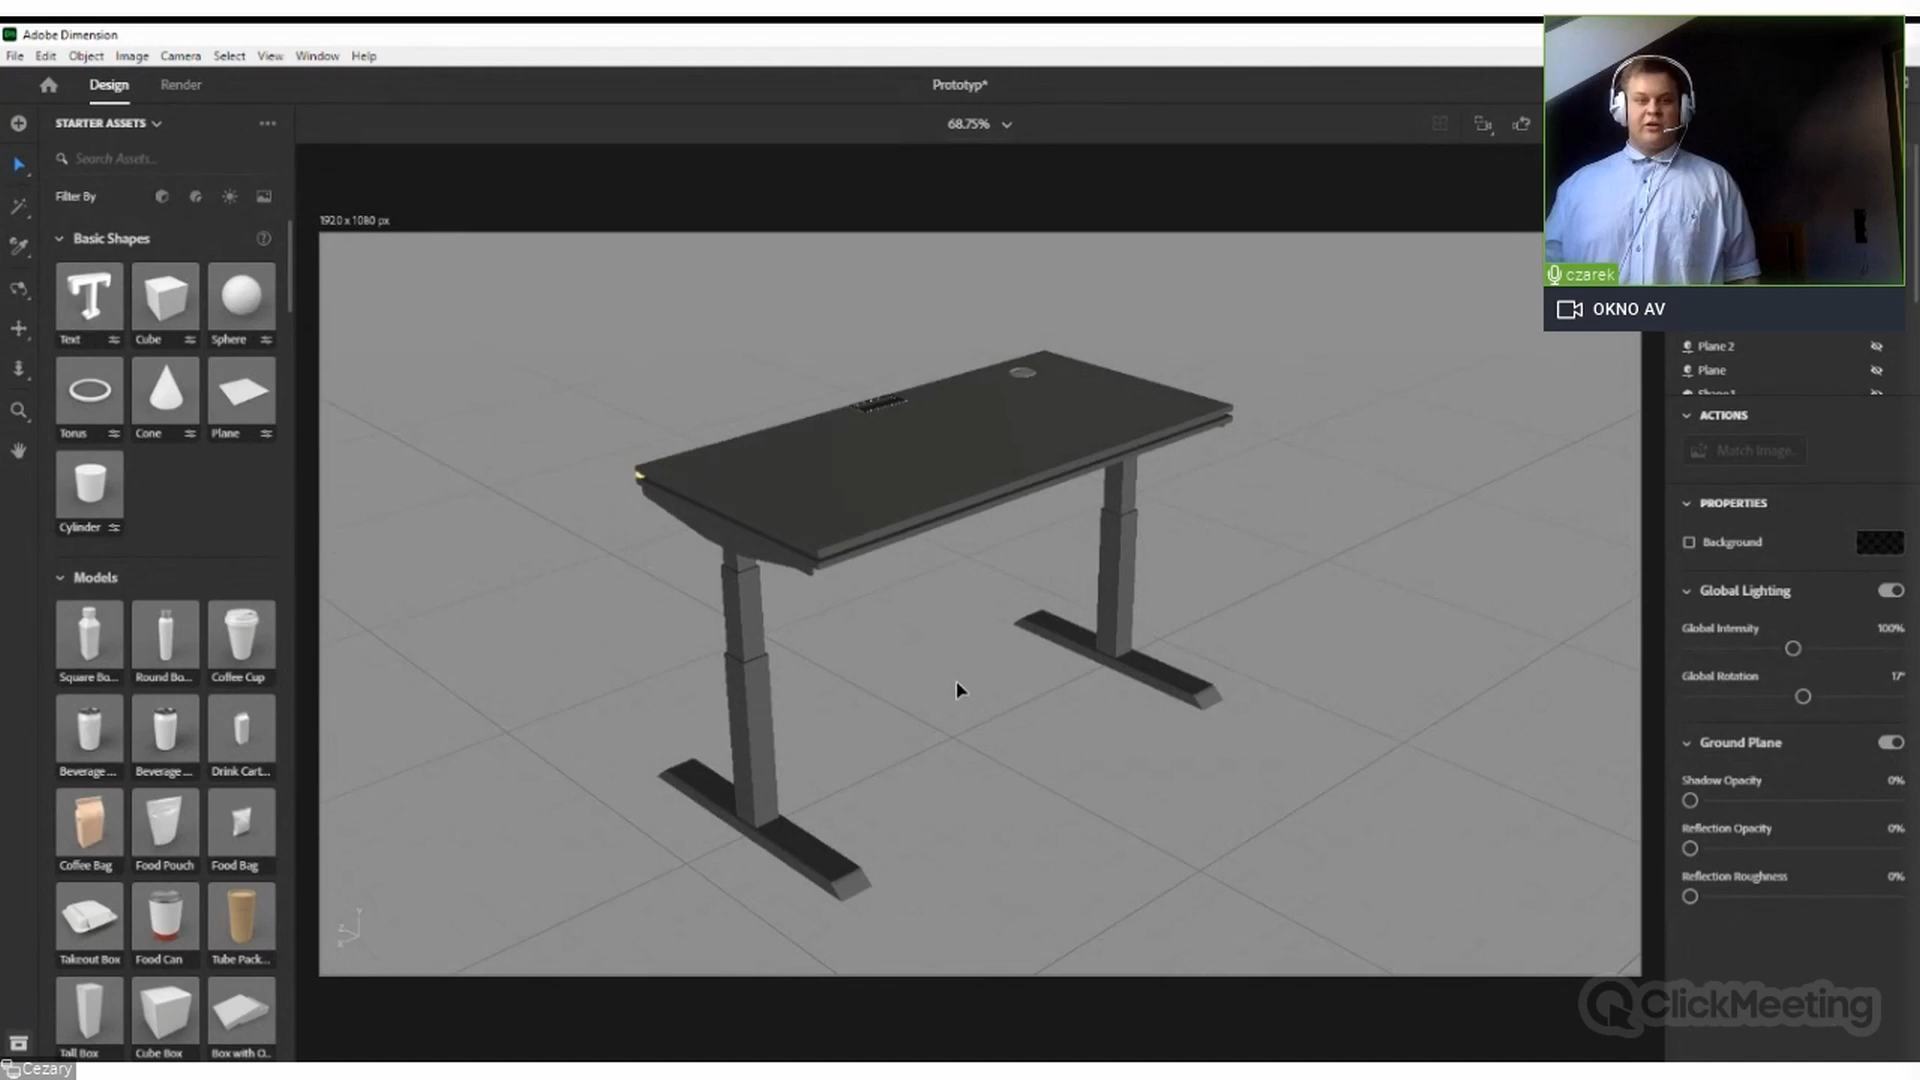 Adobe Dimension
File Edit Object Image Camera Select View Window Help
Design Render
Prototyp*
STARTER ASSETS
68.75%
Search Assets...
Filter By
1920 x 1080 px
Basic Shapes
Text Cube Sphere
Torus Cone Plane
Cylinder
Models
Square Bo... Round Bo... Coffee Cup
Beverage ... Beverage ... Drink Cart...
Coffee Bag Food Pouch Food Bag
Takeout Box Food Can Tube Pack...
Tall Box Cube Box Box with O...
Cezary
czarek
OKNO AV
Plane 2
Plane
ACTIONS
Match Image...
PROPERTIES
Background
Global Lighting
Global Intensity 100%
Global Rotation 17°
Ground Plane
Shadow Opacity 0%
Reflection Opacity 0%
Reflection Roughness 0%
ClickMeeting